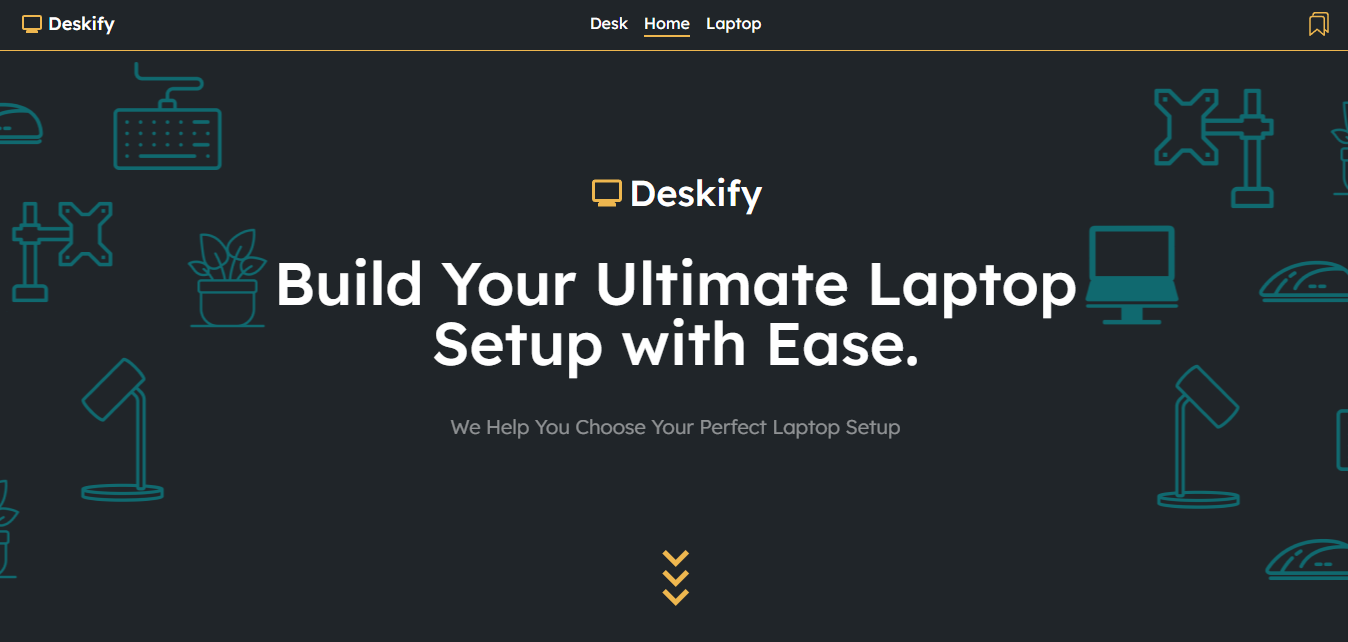 Deskify
Desk Home Laptop
Deskify
Build Your Ultimate Laptop
Setup with Ease.
We Help You Choose Your Perfect Laptop Setup